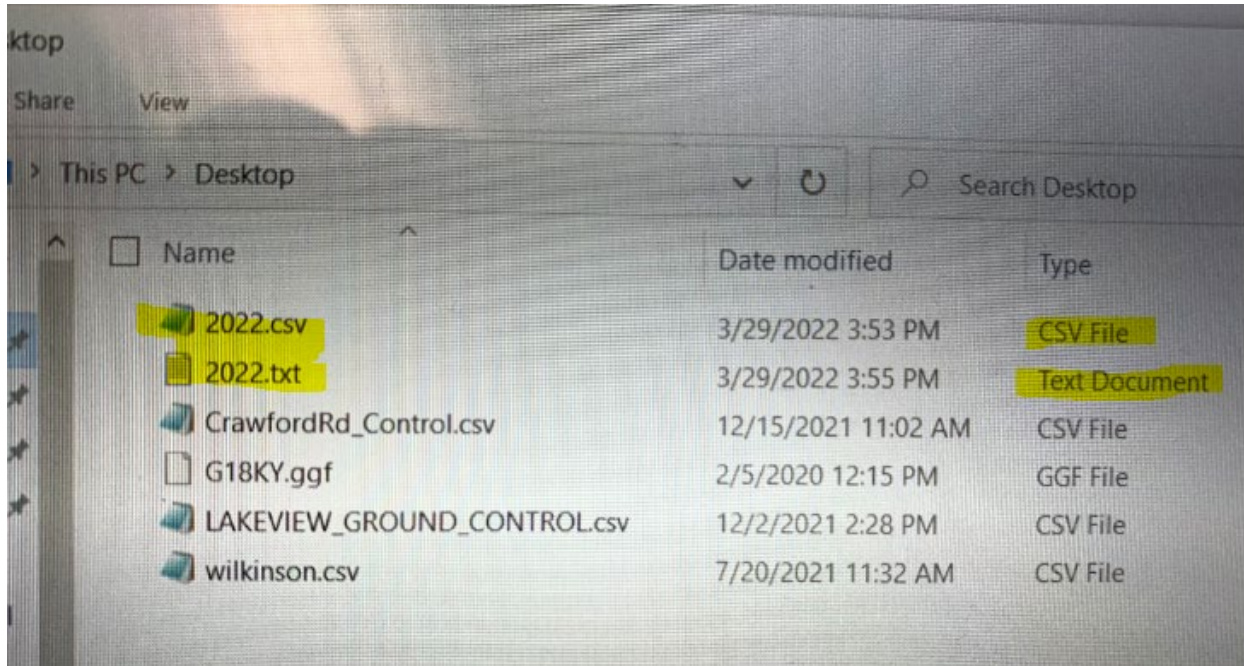 ktop
Share View
> This PC > Desktop Search Desktop
Name Date modified Type
2022.csv 3/29/2022 3:53 PM CSV File
2022.txt 3/29/2022 3:55 PM Text Document
CrawfordRd_Control.csv 12/15/2021 11:02 AM CSV File
G18KY.ggf 2/5/2020 12:15 PM GGF File
LAKEVIEW_GROUND_CONTROL.csv 12/2/2021 2:28 PM CSV File
wilkinson.csv 7/20/2021 11:32 AM CSV File